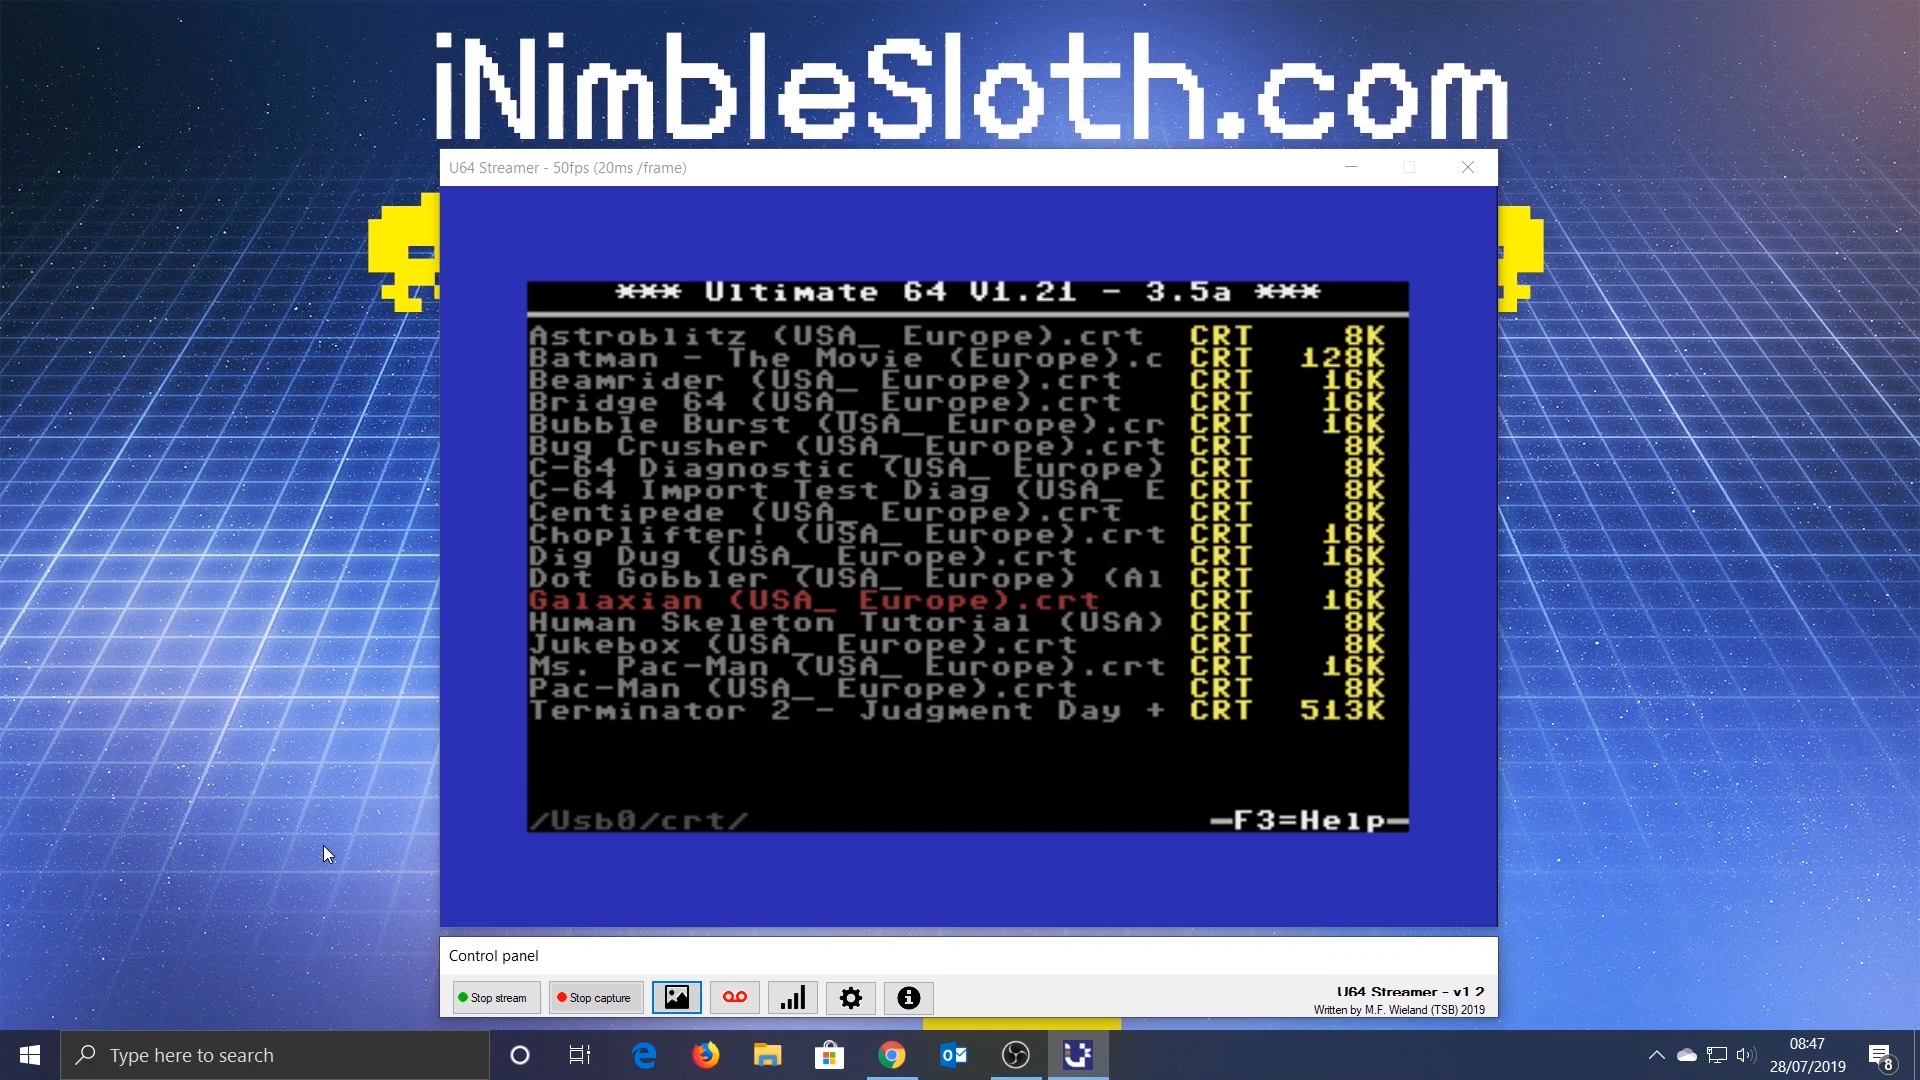 iNimbleSloth.com
U64 Streamer - 50fps (20ms /frame)
*** Ultimate 64 V1.21 - 3.5a ***
Astroblitz (USA_ Europe).crt CRT 8K
Batman - The Movie (Europe).c CRT 128K
Beamrider (USA_ Europe).crt CRT 16K
Bridge 64 (USA_ Europe).crt CRT 16K
Bubble Burst (USA_ Europe).cr CRT 16K
Bug Crusher (USA_ Europe).crt CRT 8K
C-64 Diagnostic (USA_ Europe) CRT 8K
C-64 Import Test Diag (USA_ E CRT 8K
Centipede (USA_ Europe).crt CRT 8K
Choplifter! (USA_ Europe).crt CRT 16K
Dig Dug (USA_ Europe).crt CRT 16K
Dot Gobbler (USA_ Europe) (Al CRT 8K
Galaxian (USA_ Europe).crt CRT 16K
Human Skeleton Tutorial (USA) CRT 8K
Jukebox (USA_ Europe).crt CRT 8K
Ms. Pac-Man (USA_ Europe).crt CRT 16K
Pac-Man (USA_ Europe).crt CRT 8K
Terminator 2 - Judgment Day + CRT 513K
/Usb0/crt/ F3=Help
Control panel
Stop stream Stop capture
U64 Streamer - v1.2
Written by M.F. Wieland (TSB) 2019
Type here to search
08:47
28/07/2019
8